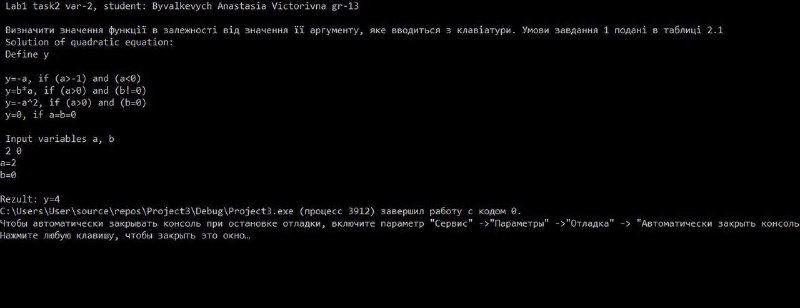 Lab1 task2 var-2, student: Byvalkevych Anastasia Victorivna gr-13
Визначити значення функції в залежності від значення її аргументу, яке вводиться з клавіатури. Умови завдання 1 подані в таблиці 2.1
Solution of quadratic equation:
Define y
y=-a, if (a>-1) and (a<0)
y=b*a, if (a>0) and (b!=0)
y=-a^2, if (a>0) and (b=0)
y=0, if a=b=0
Input variables a, b
2 0
a=2
b=0
Rezult: y=4
C:\Users\User\source\repos\Project3\Debug\Project3.exe (процесс 3912) завершил работу с кодом 0.
Чтобы автоматически закрывать консоль при остановке отладки, включите параметр "Сервис" ->"Параметры" ->"Отладка" -> "Автоматически закрыть консоль
Нажмите любую клавишу, чтобы закрыть это окно…